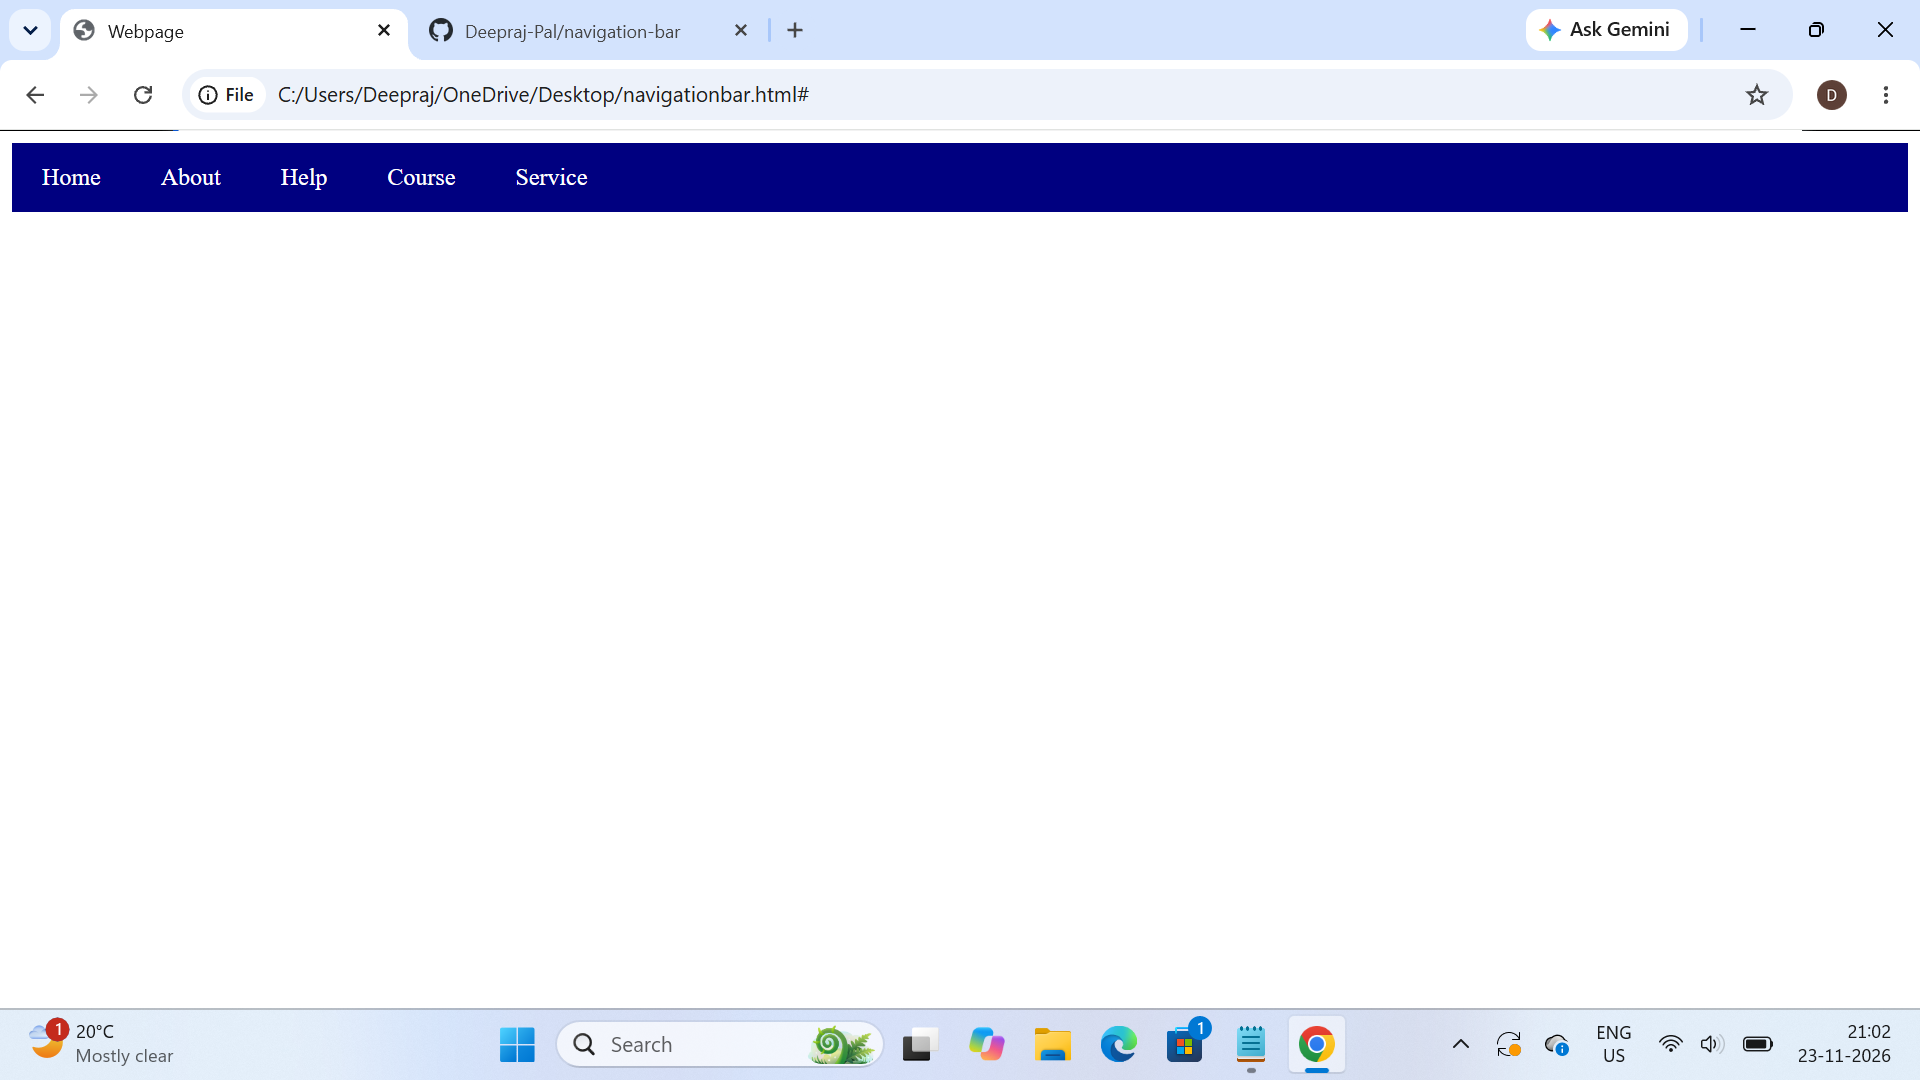 Webpage
Deepraj-Pal/navigation-bar
Ask Gemini
File
C:/Users/Deepraj/OneDrive/Desktop/navigationbar.html#
D
Home About Help Course Service
1
20°C
Mostly clear
Search
1
ENG
US
21:02
23-11-2026